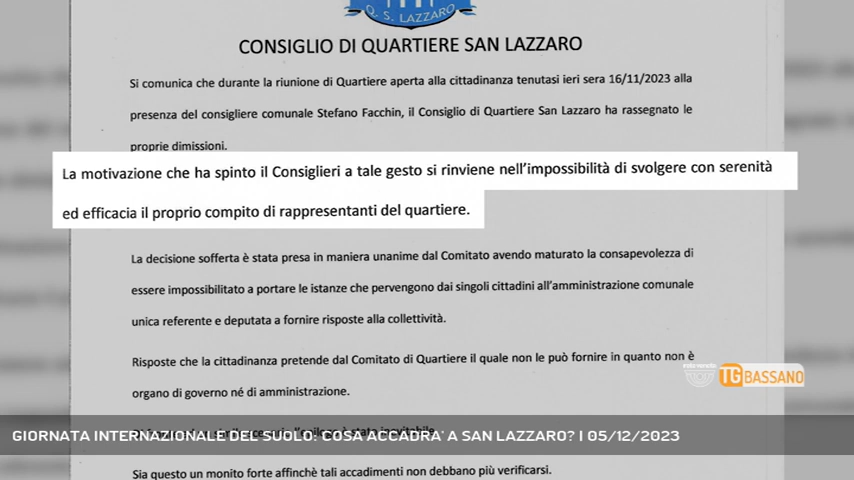 Q. S. LAZZARO
CONSIGLIO DI QUARTIERE SAN LAZZARO
Si comunica che durante la riunione di Quartiere aperta alla cittadinanza tenutasi ieri sera 16/11/2023 alla
presenza del consigliere comunale Stefano Facchin, il Consiglio di Quartiere San Lazzaro ha rassegnato le
proprie dimissioni.
La motivazione che ha spinto il Consiglieri a tale gesto si rinviene nell'impossibilità di svolgere con serenità
ed efficacia il proprio compito di rappresentanti del quartiere.
La decisione sofferta è stata presa in maniera unanime dal Comitato avendo maturato la consapevolezza di
essere impossibilitato a portare le istanze che pervengono dai singoli cittadini all'amministrazione comunale
unica referente e deputata a fornire risposte alla collettività.
Risposte che la cittadinanza pretende dal Comitato di Quartiere il quale non le può fornire in quanto non è
organo di governo né di amministrazione.
TG BASSANO
l'epilogo è stata inevitabile.
GIORNATA INTERNAZIONALE DEL SUOLO: 'COSA ACCADRA' A SAN LAZZARO? | 05/12/2023
Sia questo un monito forte affinchè tali accadimenti non debbano più verificarsi.